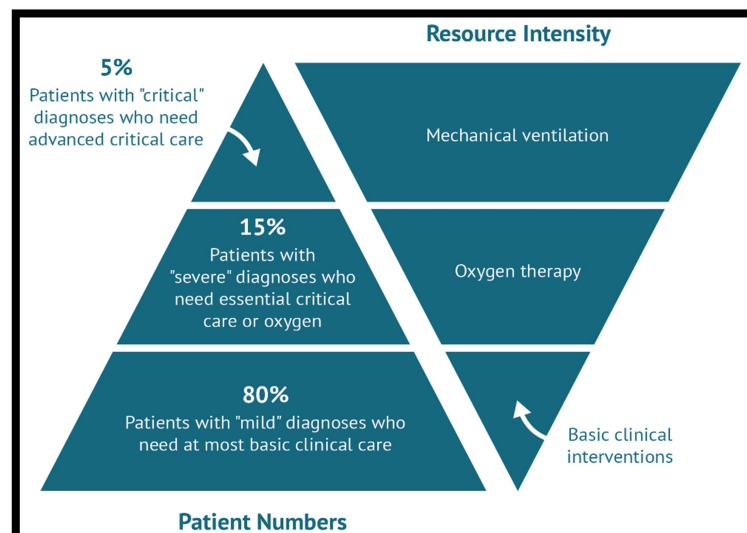 Resource Intensity
5%
Patients with "critical"
diagnoses who need
advanced critical care
Mechanical ventilation
15%
Patients with
"severe" diagnoses who
need essential critical
care or oxygen
Oxygen therapy
80%
Patients with "mild" diagnoses who
need at most basic clinical care
Basic clinical
interventions
Patient Numbers